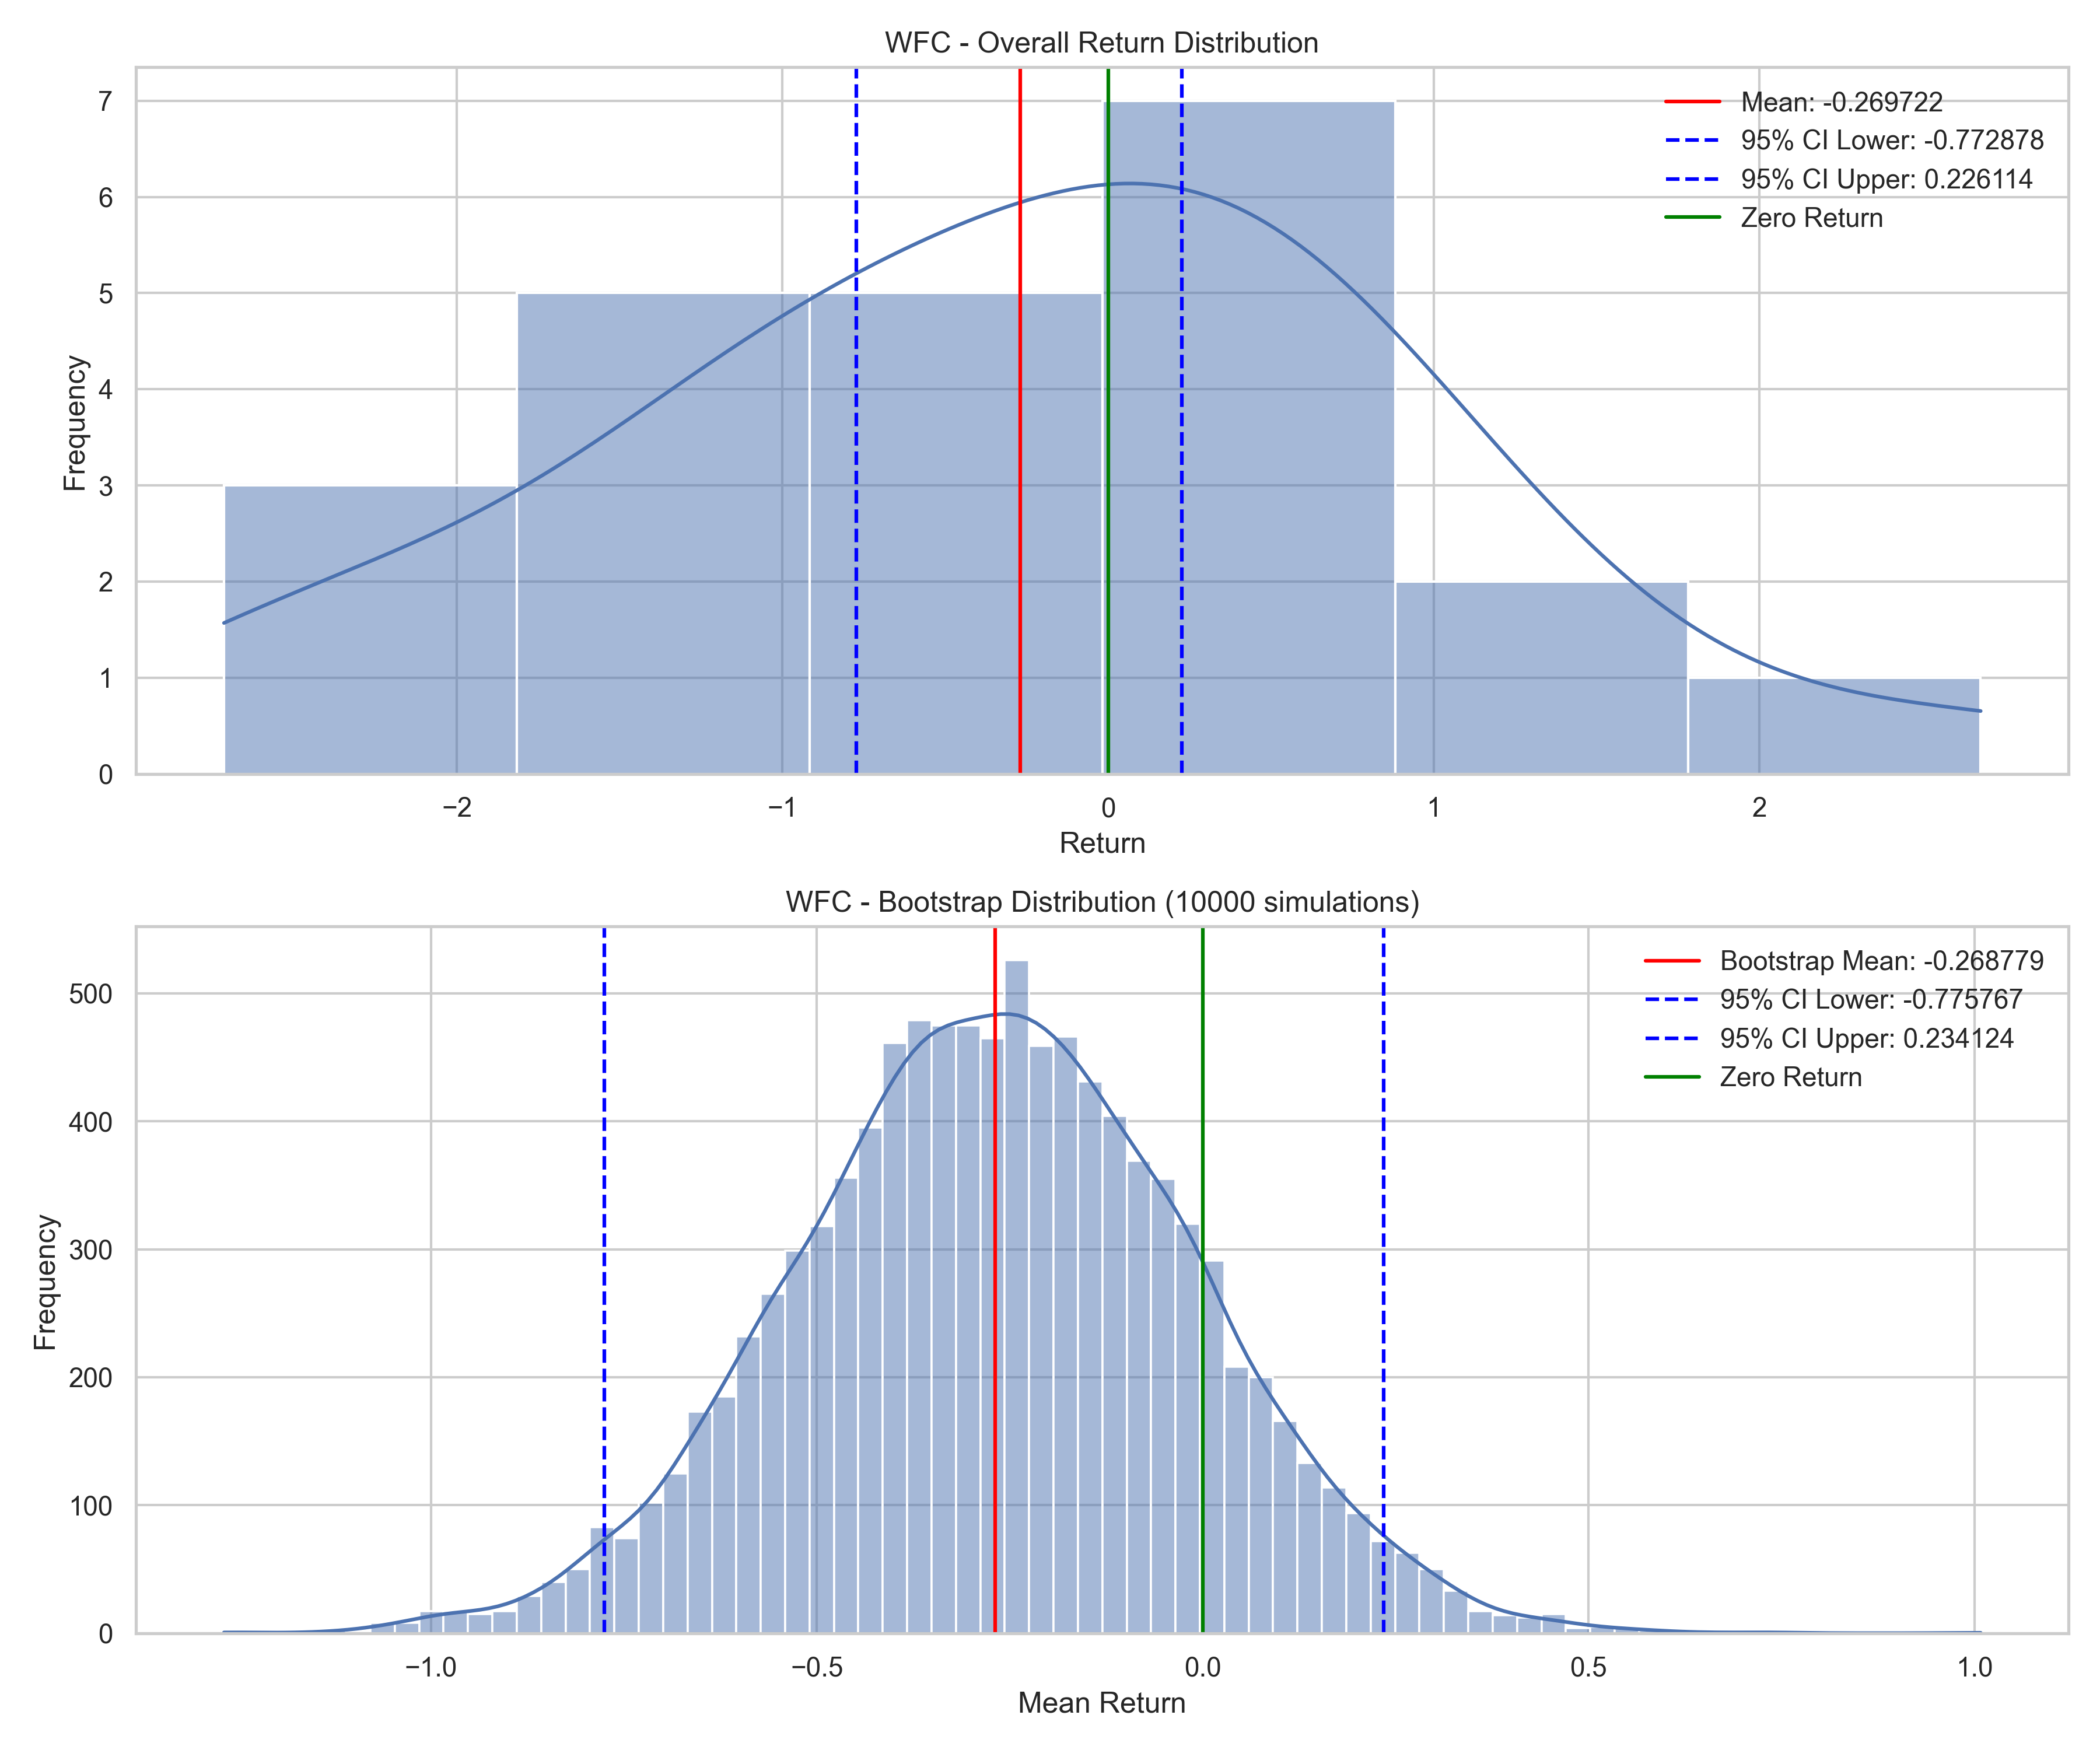 WFC - Overall Return Distribution
Frequency
7
6
5
4
3
2
1
0
Mean: -0.269722
95% CI Lower: -0.772878
95% CI Upper: 0.226114
Zero Return
−2 −1 0 1 2
Return
WFC - Bootstrap Distribution (10000 simulations)
Frequency
500
400
300
200
100
0
Bootstrap Mean: -0.268779
95% CI Lower: -0.775767
95% CI Upper: 0.234124
Zero Return
−1.0 −0.5 0.0 0.5 1.0
Mean Return